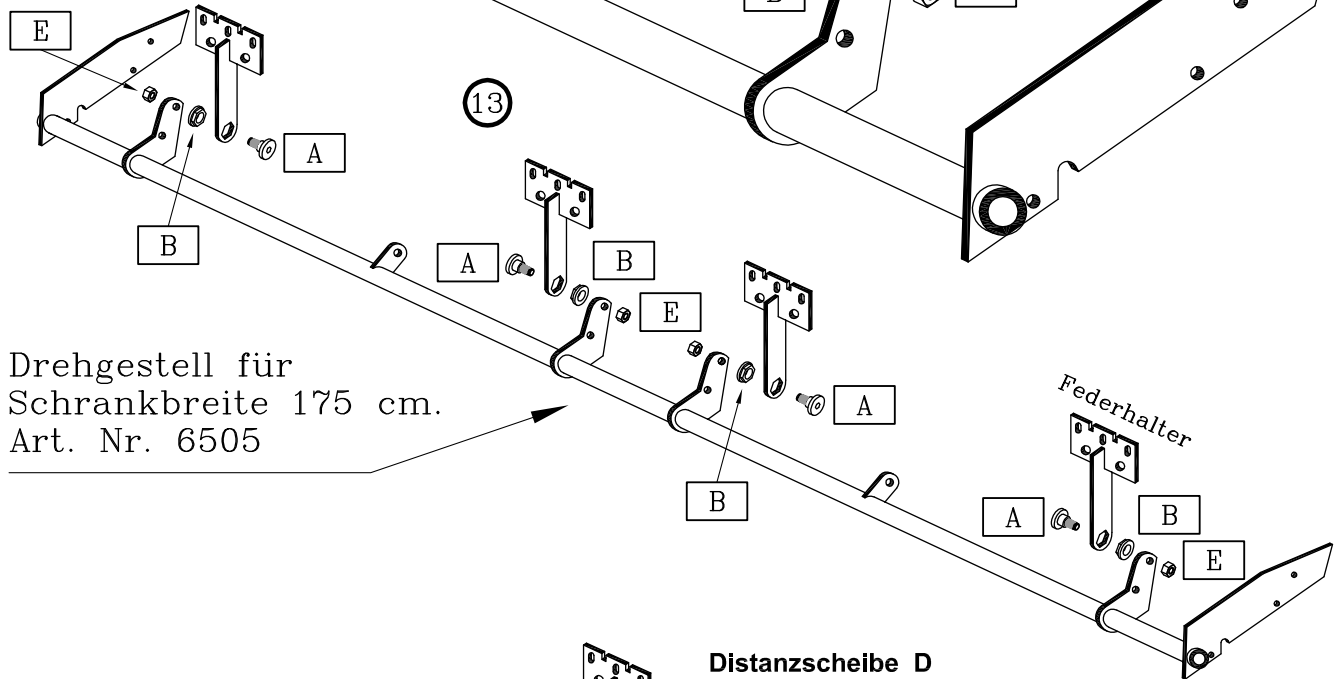 E
13
A
B
A
B
E
Drehgestell für
Schrankbreite 175 cm.
Art. Nr. 6505
A
Federhalter
B
A
B
E
Distanzscheibe D